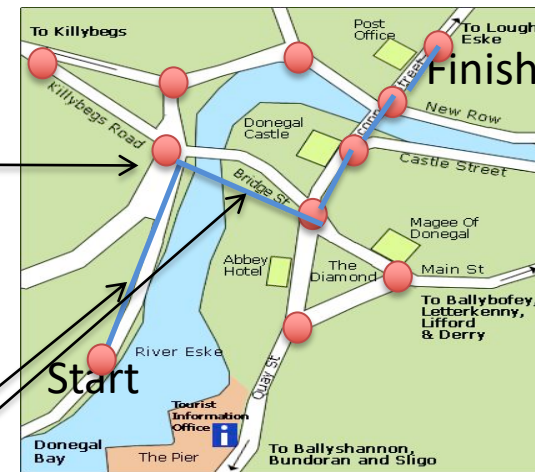 To Killybegs
Post
Office
To Lough
Eske
Finish
Killybegs Road
New Row
Donegal
Castle
Castle Street
Bridge St
Magee Of
Donegal
Abbey
Hotel
The
Diamond
Main St
To Ballybofey,
Letterkenny,
Lifford
& Derry
River Eske
Start
Quay St
Tourist
Information
Office
i
Donegal
Bay
The Pier
To Ballyshannon,
Bundoran and Sligo